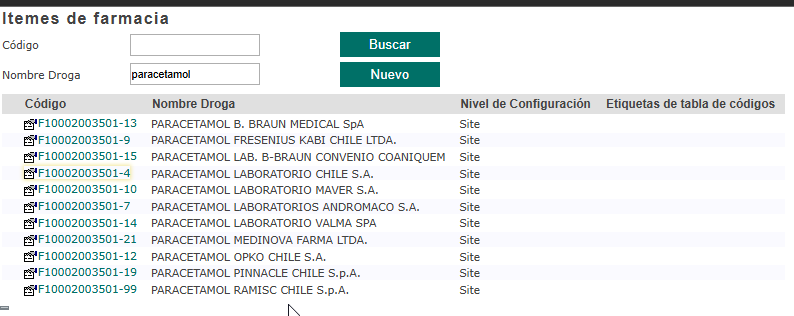 Itemes de farmacia
Código
Buscar
Nombre Droga paracetamol
Nuevo
Código Nombre Droga Nivel de Configuración Etiquetas de tabla de códigos
F10002003501-13 PARACETAMOL B. BRAUN MEDICAL SpA Site
F10002003501-9 PARACETAMOL FRESENIUS KABI CHILE LTDA. Site
F10002003501-15 PARACETAMOL LAB. B-BRAUN CONVENIO COANIQUEM Site
F10002003501-4 PARACETAMOL LABORATORIO CHILE S.A. Site
F10002003501-10 PARACETAMOL LABORATORIO MAVER S.A. Site
F10002003501-7 PARACETAMOL LABORATORIOS ANDROMACO S.A. Site
F10002003501-14 PARACETAMOL LABORATORIO VALMA SPA Site
F10002003501-21 PARACETAMOL MEDINOVA FARMA LTDA. Site
F10002003501-12 PARACETAMOL OPKO CHILE S.A. Site
F10002003501-19 PARACETAMOL PINNACLE CHILE S.p.A. Site
F10002003501-99 PARACETAMOL RAMISC CHILE S.p.A. Site